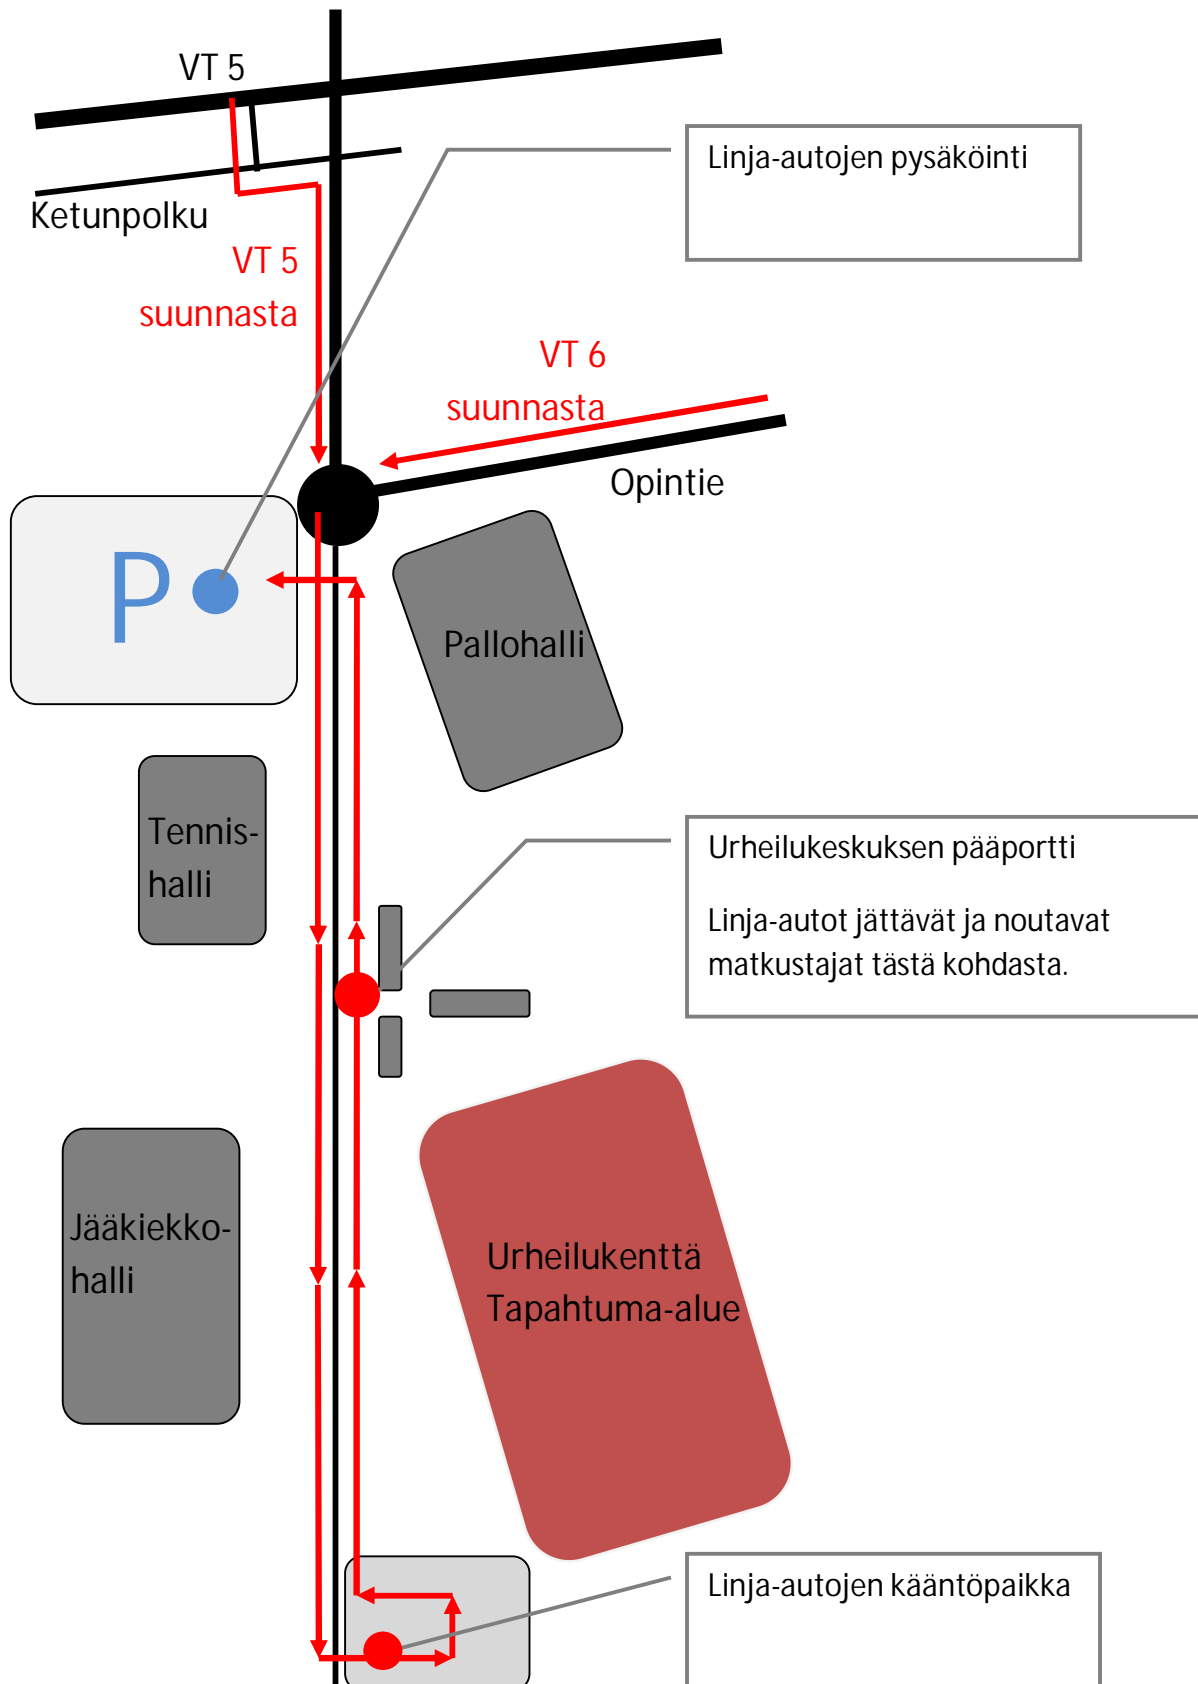 VT 5
Linja-autojen pysäköinti
Ketunpolku
VT 5
suunnasta
VT 6
suunnasta
Opintie
P
Pallohalli
Tennis-
halli
Urheilukeskuksen pääportti
Linja-autot jättävät ja noutavat
matkustajat tästä kohdasta.
Jääkiekko-
halli
Urheilukenttä
Tapahtuma-alue
Linja-autojen kääntöpaikka